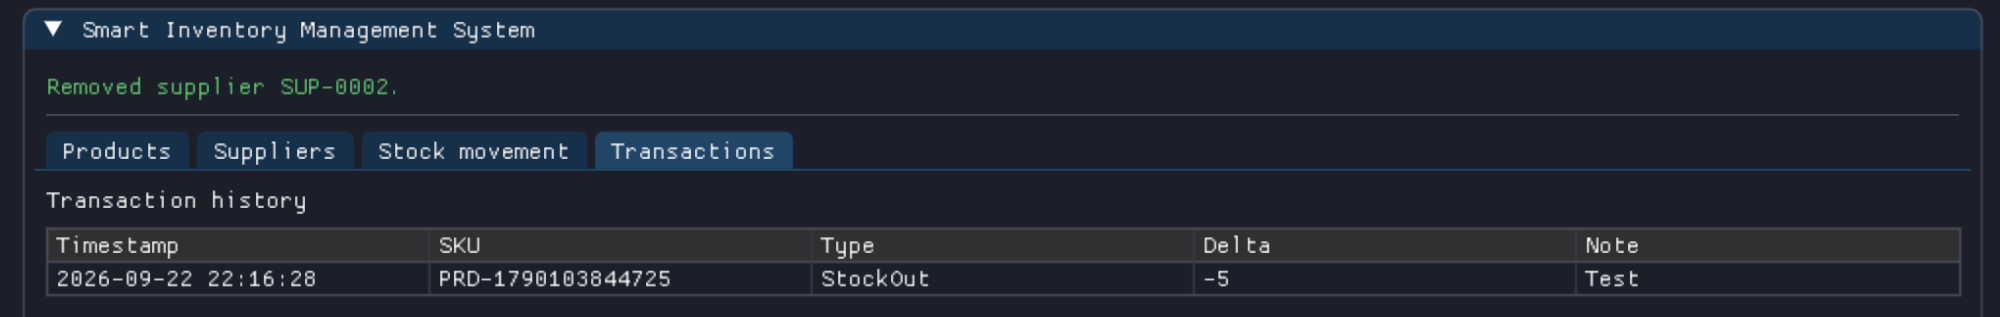 ▼ Smart Inventory Management System
Removed supplier SUP-0002.
Products Suppliers Stock movement Transactions
Transaction history
Timestamp SKU Type Delta Note
2026-09-22 22:16:28 PRD-1790103844725 StockOut -5 Test